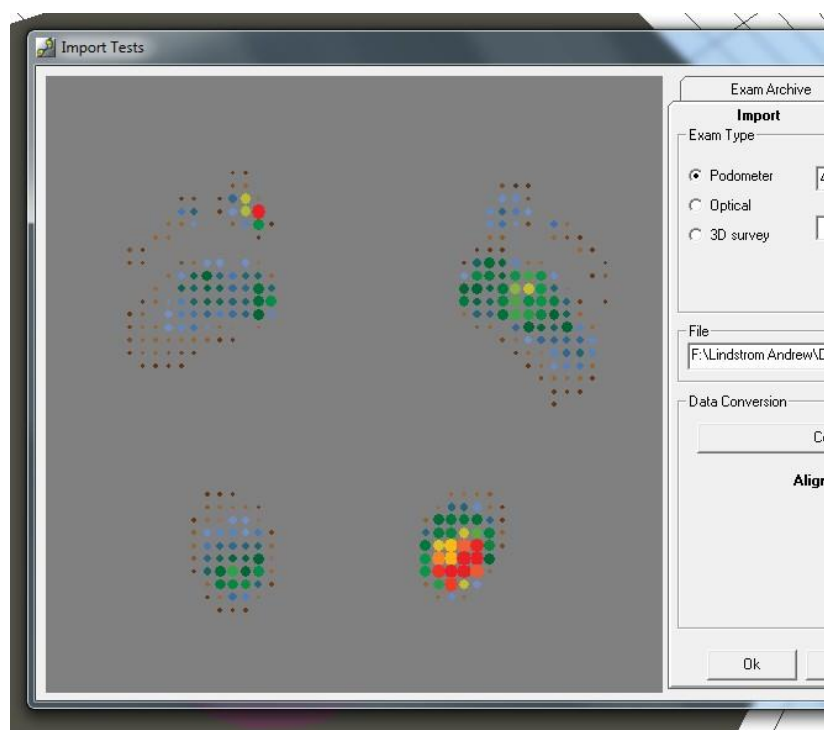 Import Tests
Exam Archive
Import
Exam Type
Podometer
Optical
3D survey
File
F:\Lindstrom Andrew\D
Data Conversion
Ok